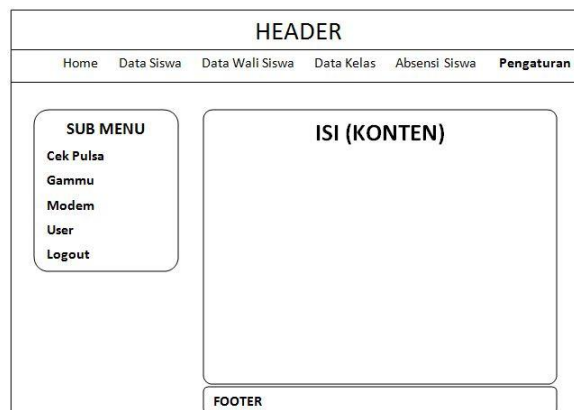 HEADER
Home Data Siswa Data Wali Siswa Data Kelas Absensi Siswa Pengaturan
SUB MENU
Cek Pulsa
Gammu
Modem
User
Logout
ISI (KONTEN)
FOOTER